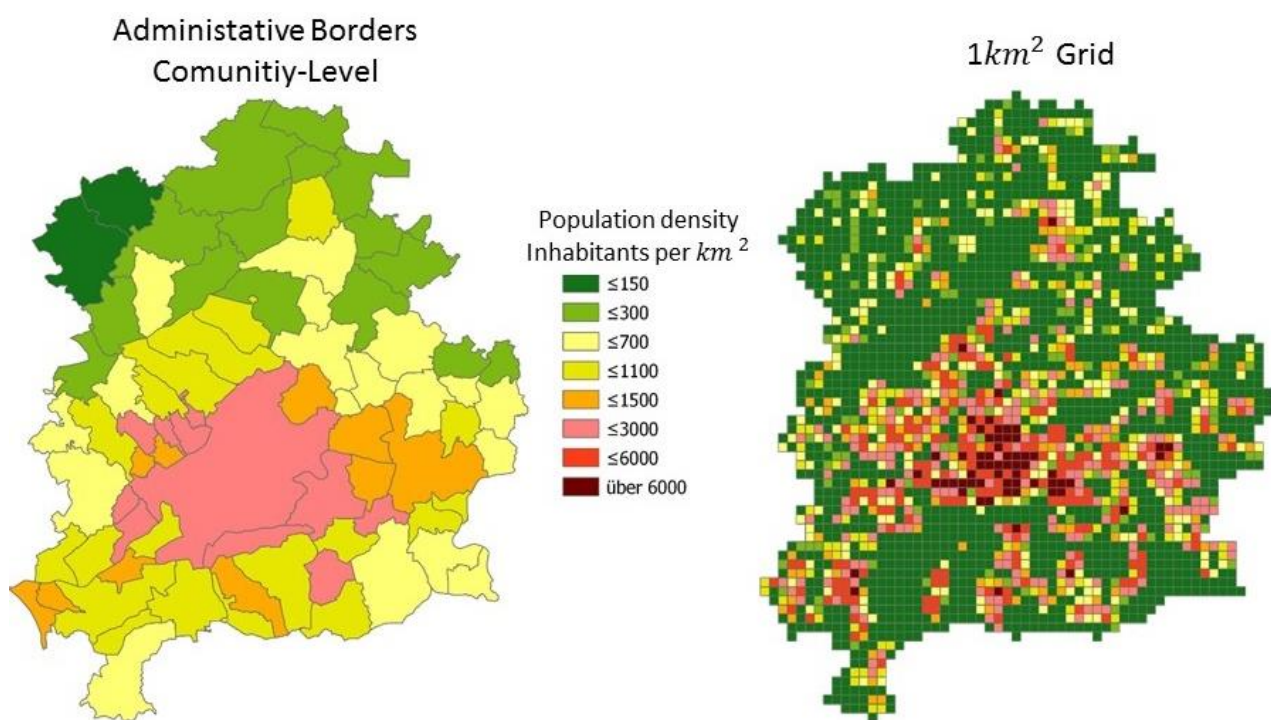 Administative Borders
Comunitiy-Level
1km² Grid
Population density
Inhabitants per km²
≤150
≤300
≤700
≤1100
≤1500
≤3000
≤6000
über 6000